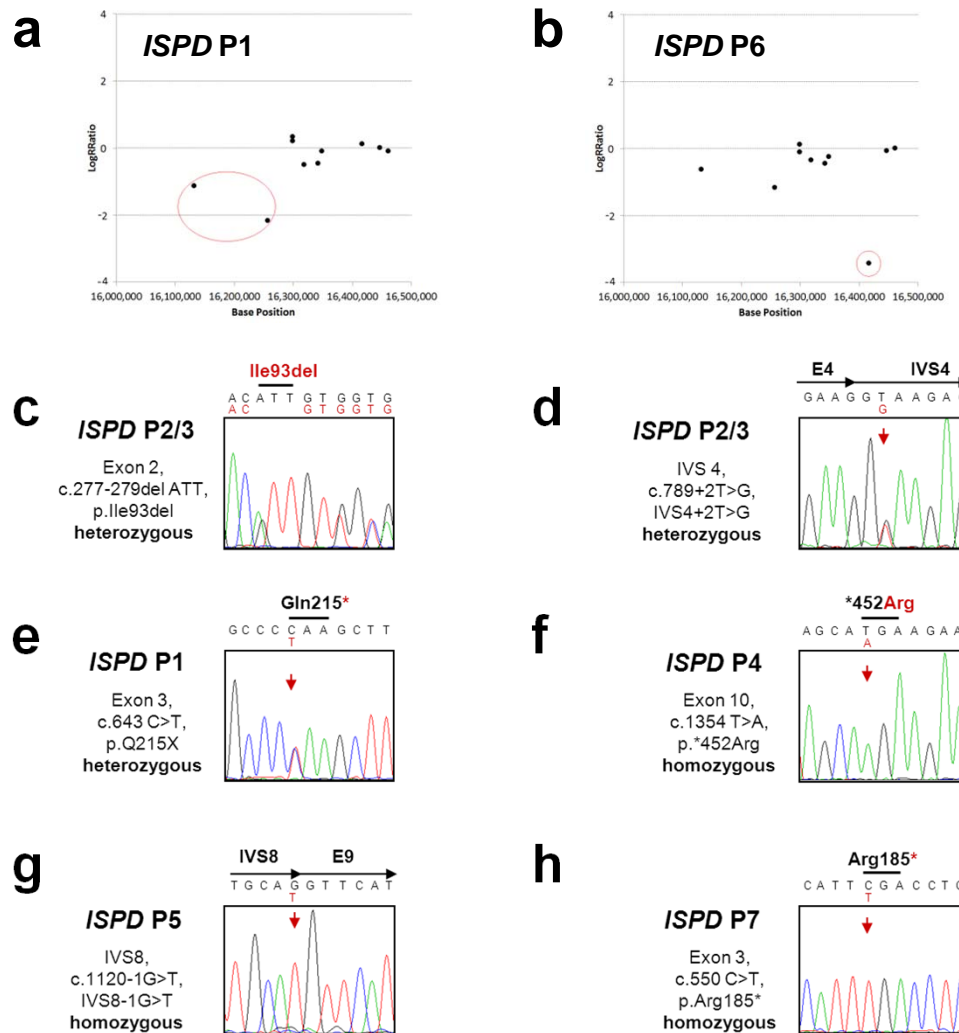 a
ISPD P1
4
2
0
-2
-4
LogRRatio
16,000,000 16,100,000 16,200,000 16,300,000 16,400,000 16,500,000
Base Position
b
ISPD P6
4
2
0
-2
-4
LogRRatio
16,000,000 16,100,000 16,200,000 16,300,000 16,400,000 16,500,000
Base Position
c
ISPD P2/3
Exon 2,
c.277-279del ATT,
p.Ile93del
heterozygous
Ile93del
A C A T T G T G G T G
A C G T G G T G
d
ISPD P2/3
IVS 4,
c.789+2T>G,
IVS4+2T>G
heterozygous
E4 IVS4
G A A G G T A A G A
G
e
ISPD P1
Exon 3,
c.643 C>T,
p.Q215X
heterozygous
Gln215*
G C C C C A A G C T T
T
f
ISPD P4
Exon 10,
c.1354 T>A,
p.*452Arg
homozygous
*452Arg
A G C A T G A A G A A
A
g
ISPD P5
IVS8,
c.1120-1G>T,
IVS8-1G>T
homozygous
IVS8 E9
T G C A G G T T C A T
T
h
ISPD P7
Exon 3,
c.550 C>T,
p.Arg185*
Arg185*
C A T T C G A C C T
T